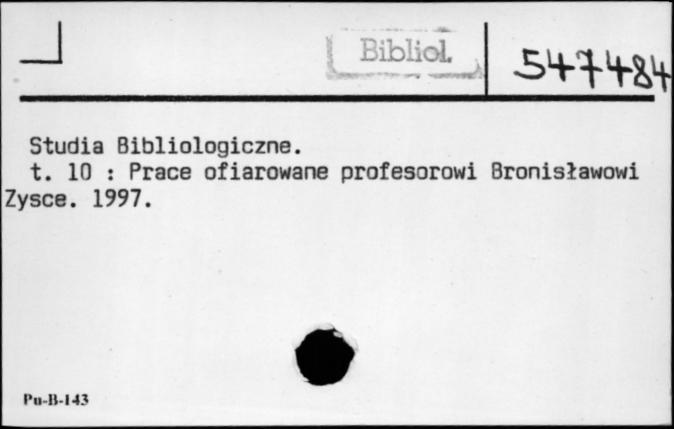 Bibliol.
547484
Studia Bibliologiczne.
t. 10 : Prace ofiarowane profesorowi Bronisławowi
Zysce. 1997.
Pu-B-143